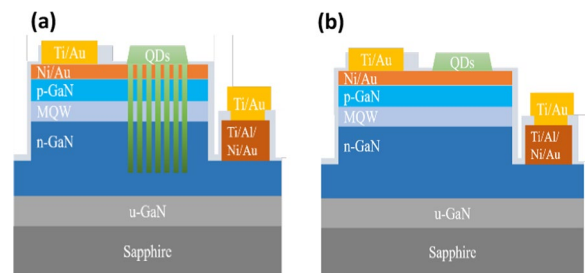 (a)
Ti/Au
QDs
Ni/Au
p-GaN
Ti/Au
MQW
Ti/Al/
n-GaN
Ni/Au
u-GaN
Sapphire
(b)
Ti/Au
QDs
Ni/Au
p-GaN
Ti/Au
MQW
Ti/Al/
n-GaN
Ni/Au
u-GaN
Sapphire